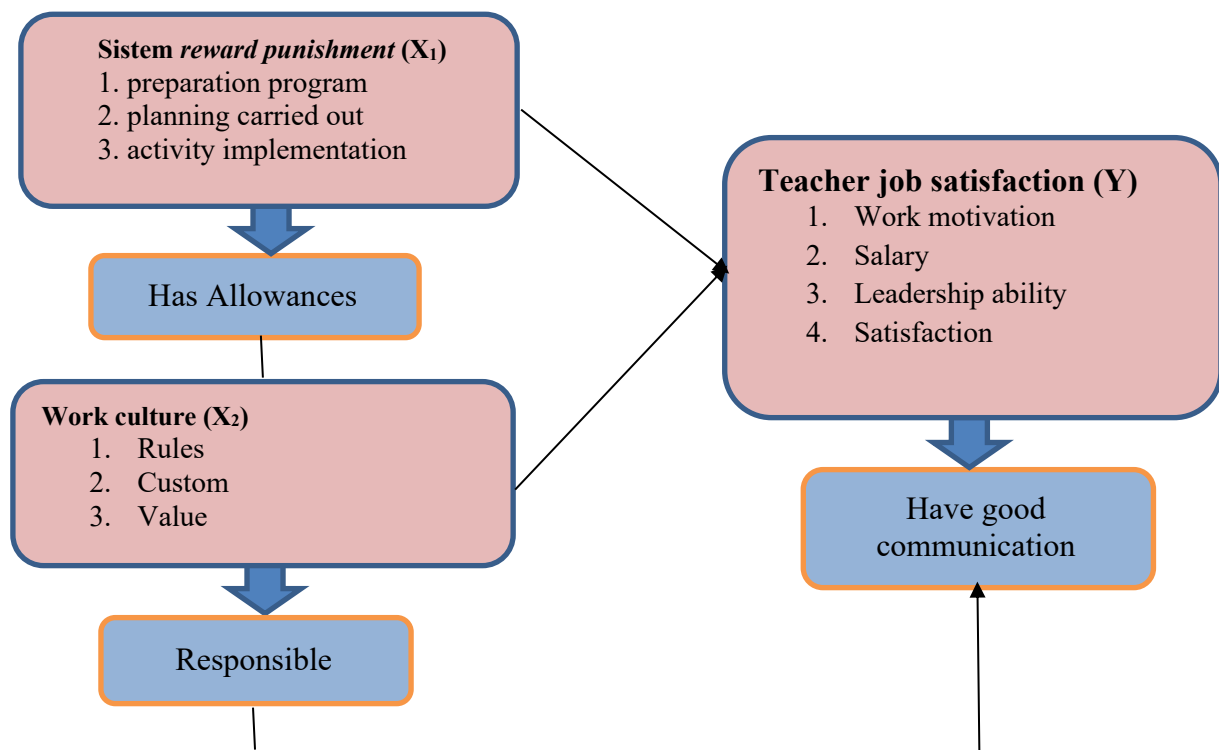 Sistem reward punishment (X₁)
1. preparation program
2. planning carried out
3. activity implementation
Has Allowances
Work culture (X₂)
1. Rules
2. Custom
3. Value
Responsible
Teacher job satisfaction (Y)
1. Work motivation
2. Salary
3. Leadership ability
4. Satisfaction
Have good
communication